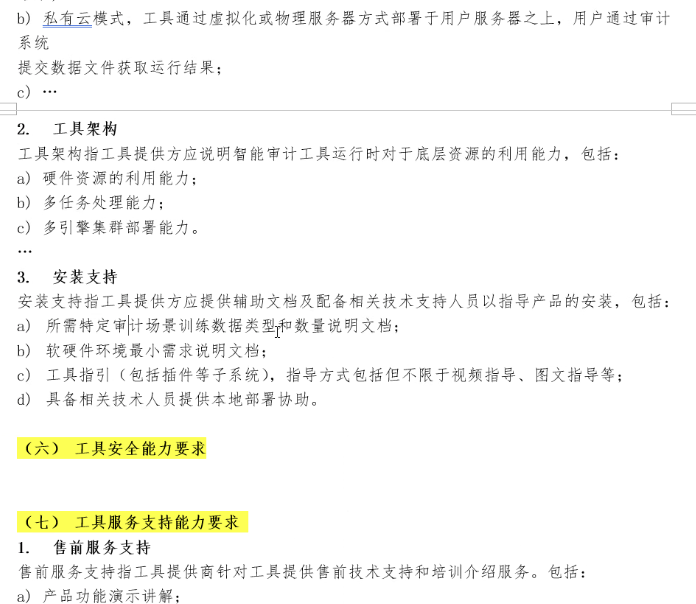 b) 私有云模式，工具通过虚拟化或物理服务器方式部署于用户服务器之上，用户通过审计
系统
提交数据文件获取运行结果；
c) …
2. 工具架构
工具架构指工具提供方应说明智能审计工具运行时对于底层资源的利用能力，包括：
a) 硬件资源的利用能力；
b) 多任务处理能力；
c) 多引擎集群部署能力。
…
3. 安装支持
安装支持指工具提供方应提供辅助文档及配备相关技术支持人员以指导产品的安装，包括：
a) 所需特定审计场景训练数据类型和数量说明文档；
b) 软硬件环境最小需求说明文档；
c) 工具指引（包括插件等子系统），指导方式包括但不限于视频指导、图文指导等；
d) 具备相关技术人员提供本地部署协助。
（六） 工具安全能力要求
（七） 工具服务支持能力要求
1. 售前服务支持
售前服务支持指工具提供商针对工具提供售前技术支持和培训介绍服务。包括：
a) 产品功能演示讲解；